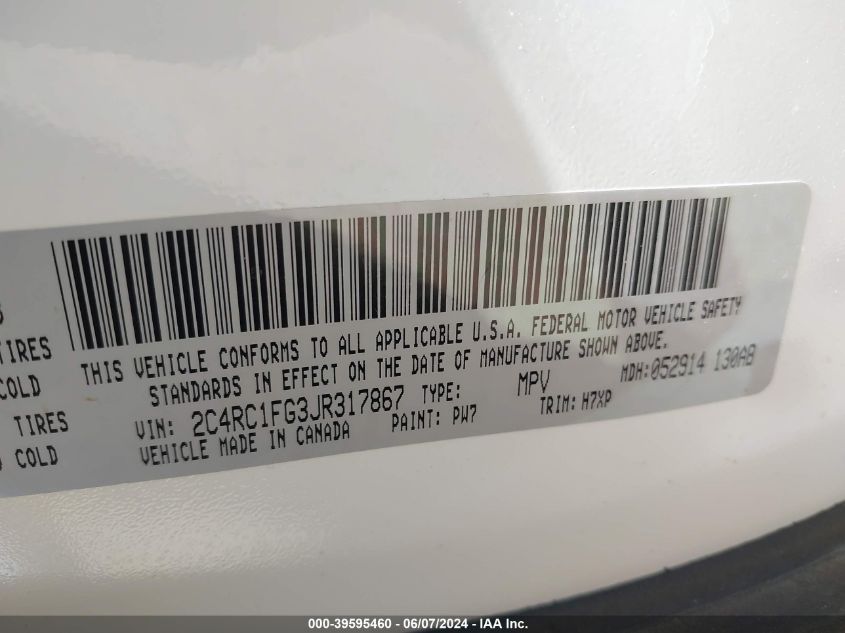 THIS VEHICLE CONFORMS TO ALL APPLICABLE U.S.A. FEDERAL MOTOR VEHICLE SAFETY
STANDARDS IN EFFECT ON THE DATE OF MANUFACTURE SHOWN ABOVE.
VIN: 2C4RC1FG3JR317867 TYPE: MPV MDH:052914 130AB
VEHICLE MADE IN CANADA PAINT: PW7 TRIM: H7XP
TIRES
COLD
TIRES
COLD
000-39595460 - 06/07/2024 - IAA Inc.